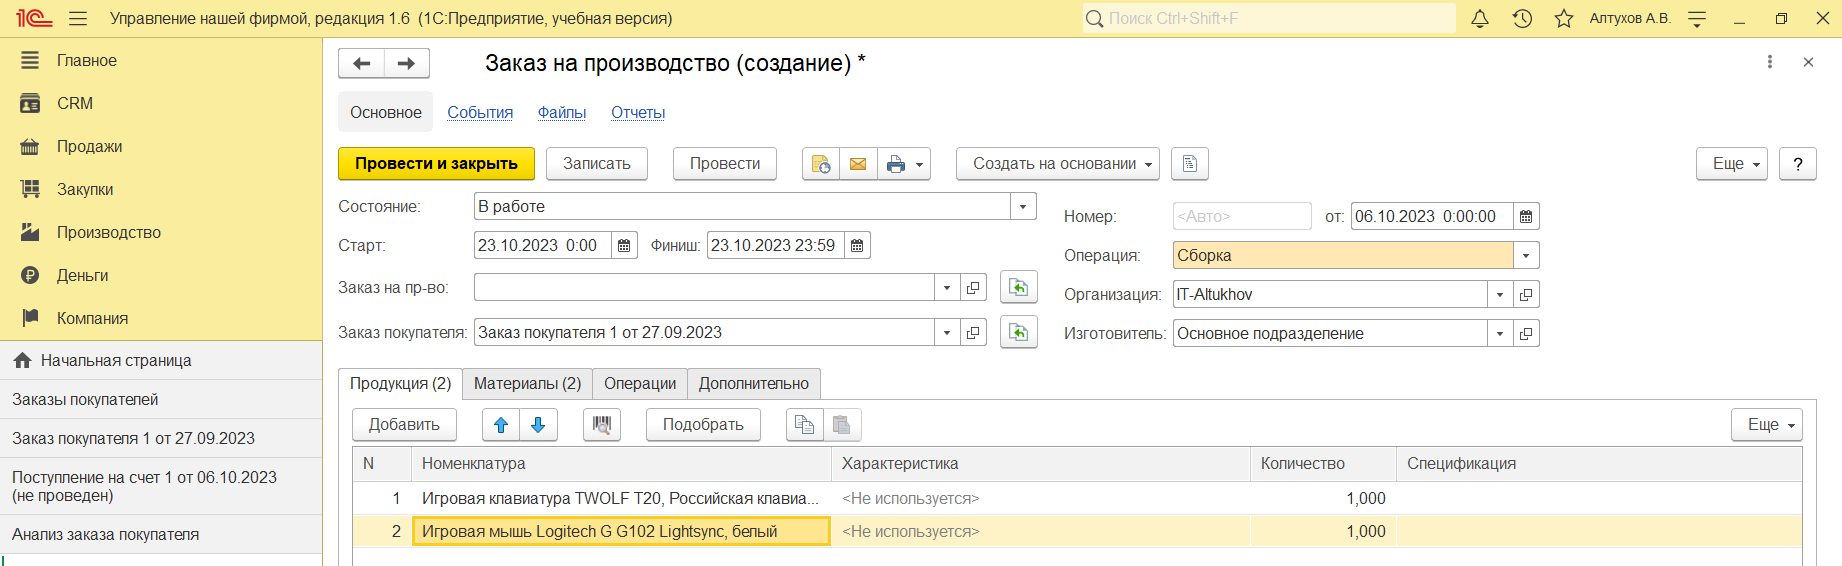 1С Управление нашей фирмой, редакция 1.6 (1С:Предприятие, учебная версия) Поиск Ctrl+Shift+F Алтухов А.В.
Главное
CRM
Продажи
Закупки
Производство
Деньги
Компания
Начальная страница
Заказы покупателей
Заказ покупателя 1 от 27.09.2023
Поступление на счет 1 от 06.10.2023
(не проведен)
Анализ заказа покупателя
Заказ на производство (создание) *
Основное События Файлы Отчеты
Провести и закрыть Записать Провести Создать на основании Еще ?
Состояние: В работе
Старт: 23.10.2023 0:00 Финиш: 23.10.2023 23:59
Заказ на пр-во:
Заказ покупателя: Заказ покупателя 1 от 27.09.2023
Номер: <Авто> от: 06.10.2023 0:00:00
Операция: Сборка
Организация: IT-Altukhov
Изготовитель: Основное подразделение
Продукция (2) Материалы (2) Операции Дополнительно
Добавить Подобрать Еще
N Номенклатура Характеристика Количество Спецификация
1 Игровая клавиатура TWOLF T20, Российская клавиа... <Не используется> 1,000
2 Игровая мышь Logitech G G102 Lightsync, белый <Не используется> 1,000